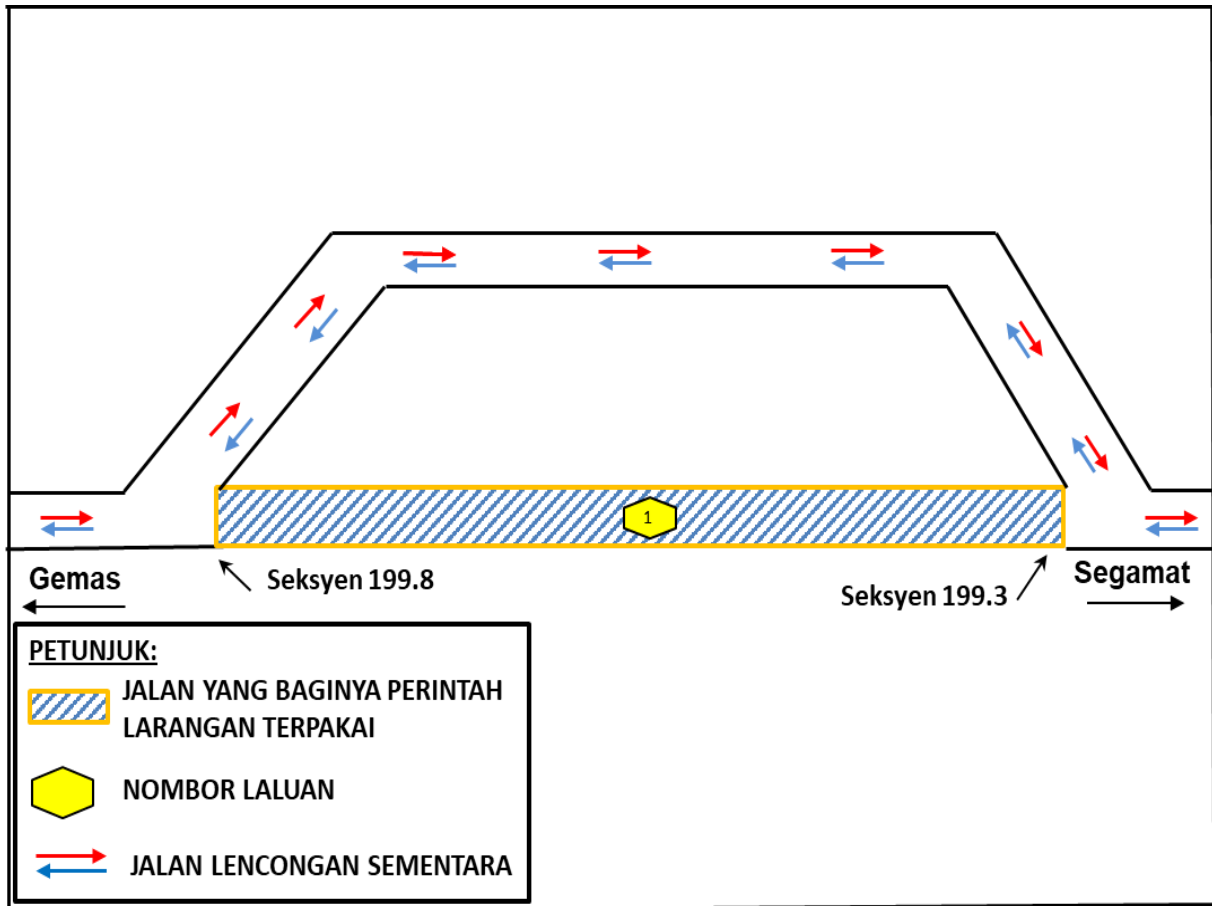 1
Gemas
Seksyen 199.8
Seksyen 199.3
Segamat
PETUNJUK:
JALAN YANG BAGINYA PERINTAH
LARANGAN TERPAKAI
NOMBOR LALUAN
JALAN LENCONGAN SEMENTARA